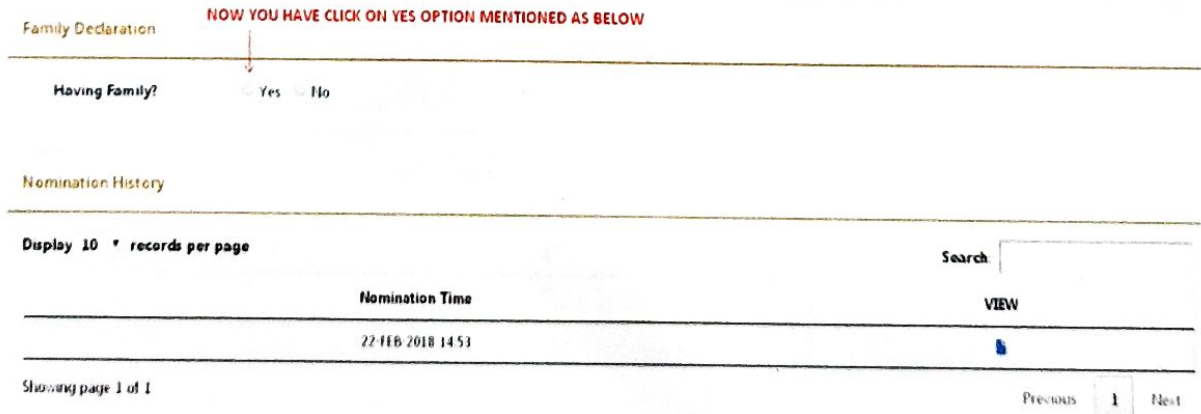 NOW YOU HAVE CLICK ON YES OPTION MENTIONED AS BELOW
Family Declaration
Having Family? Yes No
Nomination History
Display 10 records per page
Search:
Nomination Time VIEW
22-FEB-2018 14:53
Showing page 1 of 1
Previous 1 Next